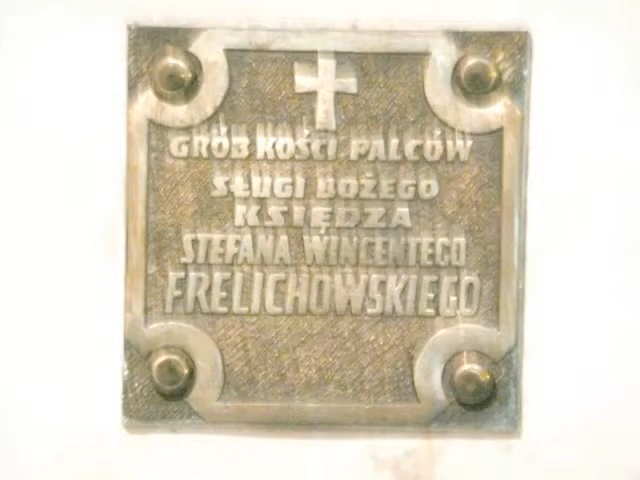 GRÓB KOŚCI PALCÓW
SŁUGI BOŻEGO
KSIĘDZA
STEFANA WINCENTEGO
FRELICHOWSKIEGO